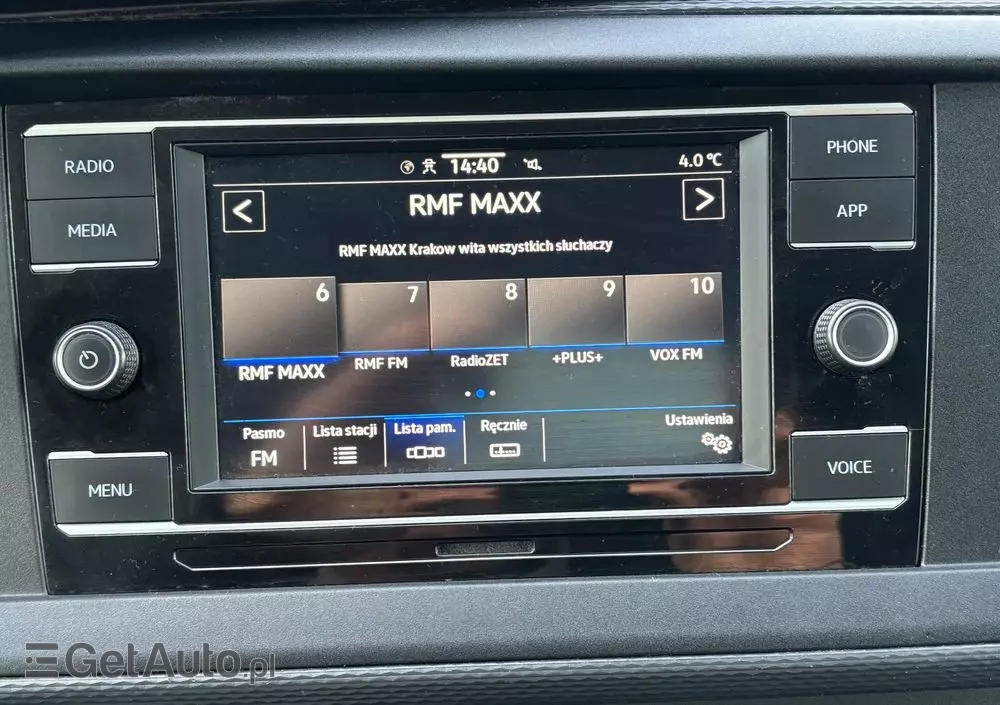 RADIO
MEDIA
MENU
14:40
4.0 °C
<
RMF MAXX
>
RMF MAXX Krakow wita wszystkich słuchaczy
6
7
8
9
10
RMF MAXX
RMF FM
RadioZET
+PLUS+
VOX FM
Pasmo
FM
Lista stacji
Lista pam.
Ręcznie
Ustawienia
PHONE
APP
VOICE
GetAuto.pl